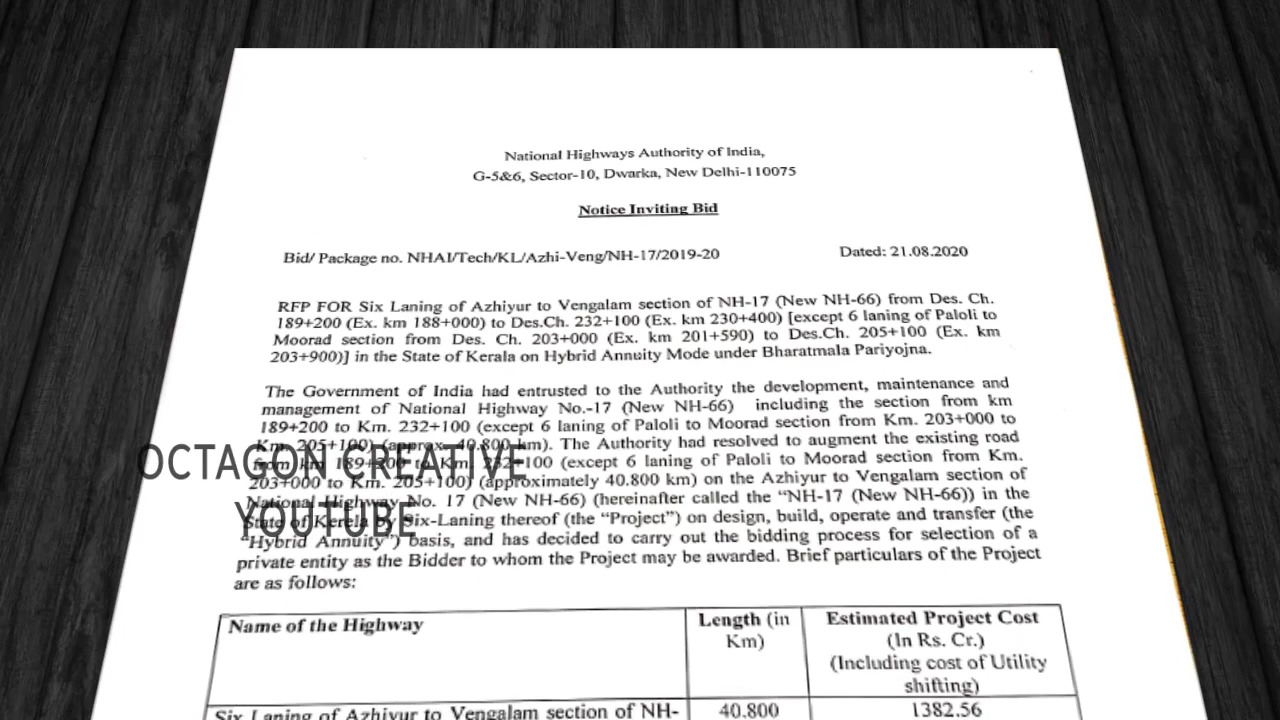 National Highways Authority of India,
G-5&6, Sector-10, Dwarka, New Delhi-110075
Notice Inviting Bid
Bid/ Package no. NHAI/Tech/KL/Azhi-Veng/NH-17/2019-20 Dated: 21.08.2020
RFP FOR Six Laning of Azhiyur to Vengalam section of NH-17 (New NH-66) from Des. Ch.
189+200 (Ex. km 188+000) to Des.Ch. 232+100 (Ex. km 230+400) [except 6 laning of Paloli to
Moorad section from Des. Ch. 203+000 (Ex. km 201+590) to Des.Ch. 205+100 (Ex. km
203+900)] in the State of Kerala on Hybrid Annuity Mode under Bharatmala Pariyojna.
The Government of India had entrusted to the Authority the development, maintenance and
management of National Highway No.-17 (New NH-66) including the section from km
189+200 to Km. 232+100 (except 6 laning of Paloli to Moorad section from Km. 203+000 to
Km. 205+100) (approx. 40.800 km). The Authority had resolved to augment the existing road
from km 189+200 to Km. 232+100 (except 6 laning of Paloli to Moorad section from Km.
203+000 to Km. 205+100) (approximately 40.800 km) on the Azhiyur to Vengalam section of
National Highway No. 17 (New NH-66) (hereinafter called the “NH-17 (New NH-66)) in the
State of Kerela by Six-Laning thereof (the “Project”) on design, build, operate and transfer (the
“Hybrid Annuity”) basis, and has decided to carry out the bidding process for selection of a
private entity as the Bidder to whom the Project may be awarded. Brief particulars of the Project
are as follows:
OCTAGON CREATIVE
YOUTUBE
Name of the Highway
Length (in
Km)
Estimated Project Cost
(In Rs. Cr.)
(Including cost of Utility
shifting)
Six Laning of Azhiyur to Vengalam section of NH-
40.800
1382.56